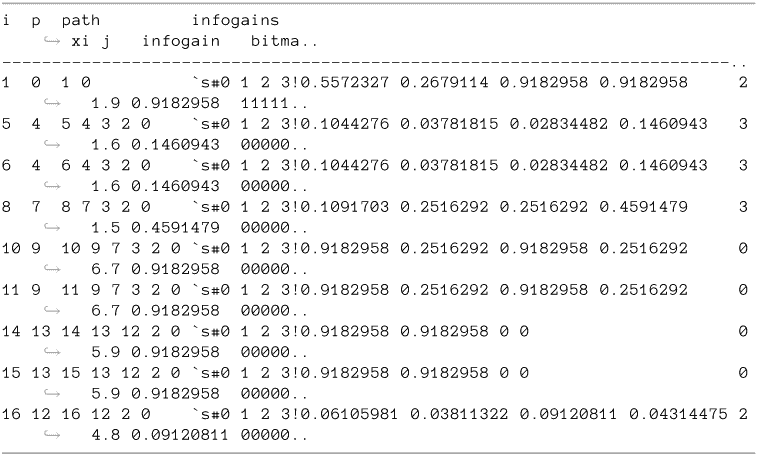 i  p  path         infogains
↪ xi j   infogain   bitma..
-------------------------------------------------------------------------..
1  0  1 0          `s#0 1 2 3!0.5572327 0.2679114 0.9182958 0.9182958     2
↪   1.9 0.9182958  11111..
5  4  5 4 3 2 0    `s#0 1 2 3!0.1044276 0.03781815 0.02834482 0.1460943   3
↪   1.6 0.1460943  00000..
6  4  6 4 3 2 0    `s#0 1 2 3!0.1044276 0.03781815 0.02834482 0.1460943   3
↪   1.6 0.1460943  00000..
8  7  8 7 3 2 0    `s#0 1 2 3!0.1091703 0.2516292 0.2516292 0.4591479     3
↪   1.5 0.4591479  00000..
10 9  10 9 7 3 2 0 `s#0 1 2 3!0.9182958 0.2516292 0.9182958 0.2516292     0
↪   6.7 0.9182958  00000..
11 9  11 9 7 3 2 0 `s#0 1 2 3!0.9182958 0.2516292 0.9182958 0.2516292     0
↪   6.7 0.9182958  00000..
14 13 14 13 12 2 0 `s#0 1 2 3!0.9182958 0.9182958 0 0                     0
↪   5.9 0.9182958  00000..
15 13 15 13 12 2 0 `s#0 1 2 3!0.9182958 0.9182958 0 0                     0
↪   5.9 0.9182958  00000..
16 12 16 12 2 0    `s#0 1 2 3!0.06105981 0.03811322 0.09120811 0.04314475 2
↪   4.8 0.09120811 00000..